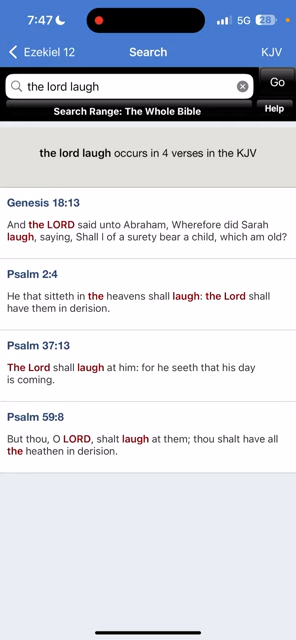 7:47 5G 28
Ezekiel 12 Search KJV
the lord laugh Go
Search Range: The Whole Bible Help
the lord laugh occurs in 4 verses in the KJV
Genesis 18:13
And the LORD said unto Abraham, Wherefore did Sarah
laugh, saying, Shall I of a surety bear a child, which am old?
Psalm 2:4
He that sitteth in the heavens shall laugh: the Lord shall
have them in derision.
Psalm 37:13
The Lord shall laugh at him: for he seeth that his day
is coming.
Psalm 59:8
But thou, O LORD, shalt laugh at them; thou shalt have all
the heathen in derision.